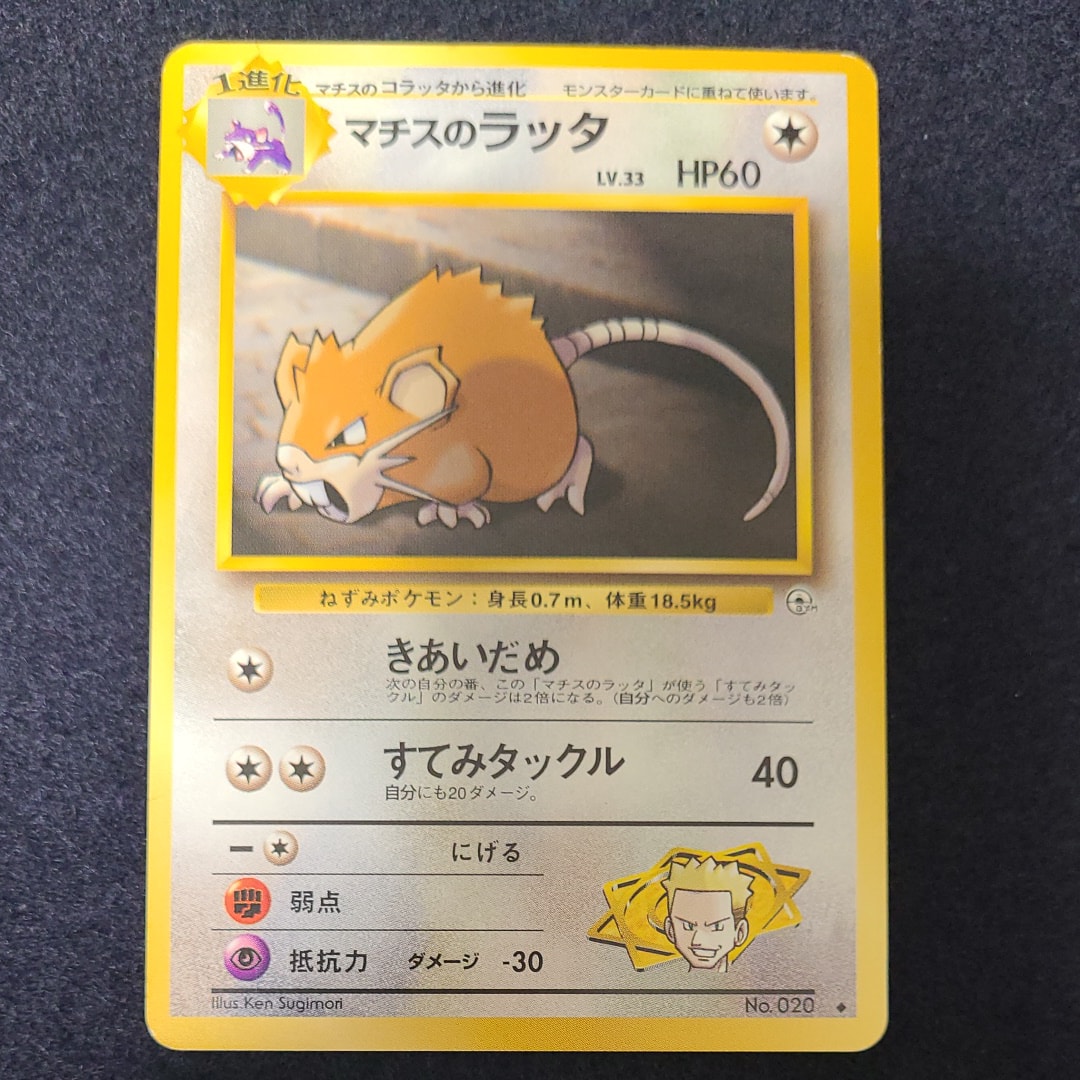 1進化
マチスのコラッタから進化 モンスターカードに重ねて使います。
マチスのラッタ
LV.33 HP60
ねずみポケモン：身長0.7m、体重18.5kg
GYM
きあいだめ
次の自分の番、この「マチスのラッタ」が使う「すてみタッ
クル」のダメージは2倍になる。（自分へのダメージも2倍）
すてみタックル 40
自分にも20ダメージ。
ー にげる
弱点
抵抗力 ダメージ -30
Illus Ken Sugimori No. 020